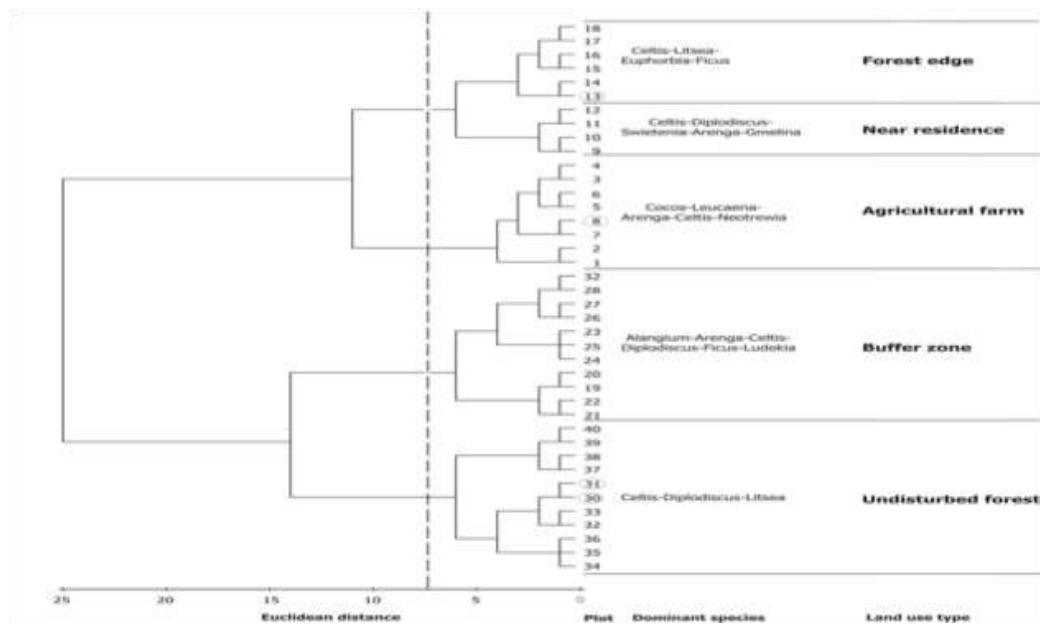 18
17
16
15
14
13
12
11
10
9
4
3
6
5
8
7
2
1
32
28
27
26
23
25
24
20
19
22
21
40
39
38
37
31
30
33
32
36
35
34
Celtis-Litsea-
Euphorbia-Ficus
Forest edge
Celtis-Diplodiscus-
Swietenia-Arenga-Gmelina
Near residence
Cocos-Leucaena-
Arenga-Celtis-Neotrewia
Agricultural farm
Alangium-Arenga-Celtis-
Diplodiscus-Ficus-Ludekia
Buffer zone
Celtis-Diplodiscus-Litsea
Undisturbed forest
25 20 15 10 5 0
Euclidean distance Plot Dominant species Land use type